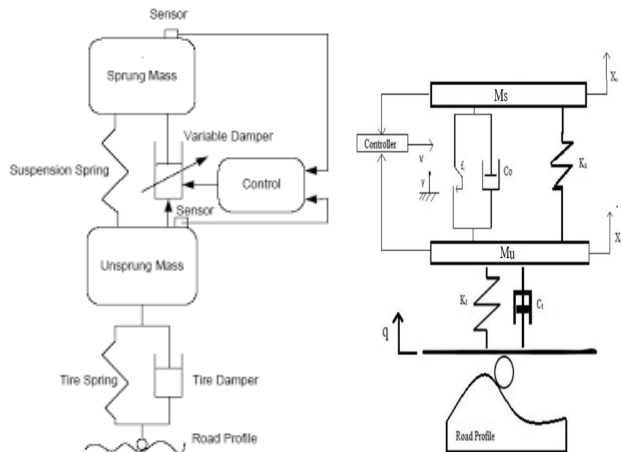 Sensor
Sprung Mass
Variable Damper
Suspension Spring
Control
Sensor
Unsprung Mass
Tire Spring
Tire Damper
Road Profile
Ms
Controller
V
Co
y
Mu
q
Road Profile